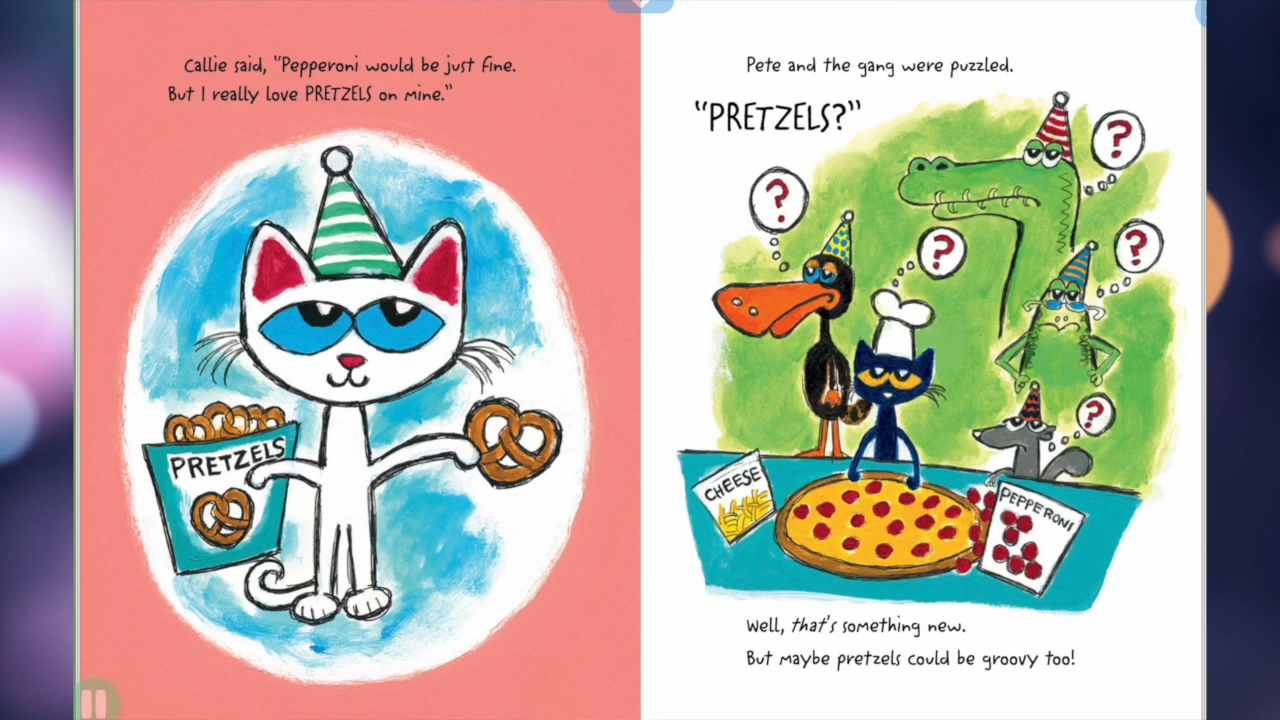 Callie said, "Pepperoni would be just fine.
But I really love PRETZELS on mine."
PRETZELS
Pete and the gang were puzzled.
"PRETZELS?"
?
?
?
?
?
CHEESE
PEPPERONI
Well, that's something new.
But maybe pretzels could be groovy too!